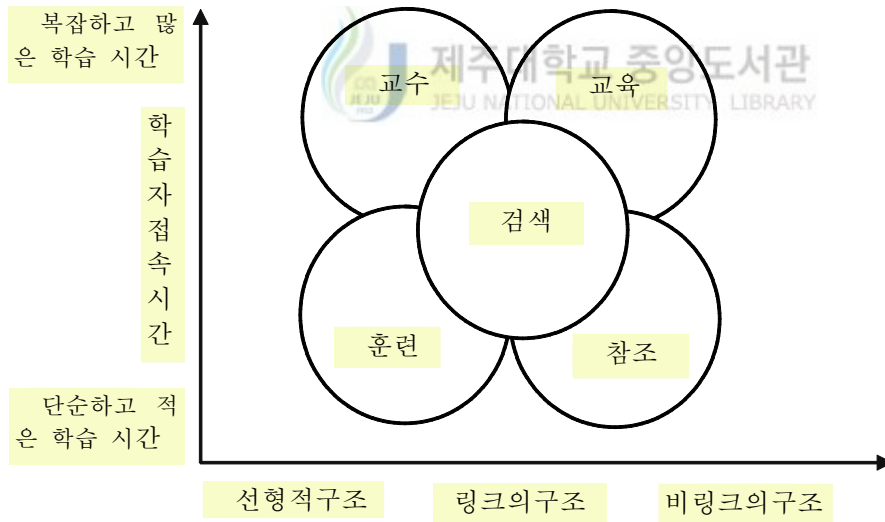 복잡하고 많
은 학습 시간
제주대학교 중앙도서관
JEJU NATIONAL UNIVERSITY LIBRARY
JEJU
1952
교수
교육
학
습
자
접
속
시
간
검색
훈련
참조
단순하고 적
은 학습 시간
선형적구조
링크의구조
비링크의구조